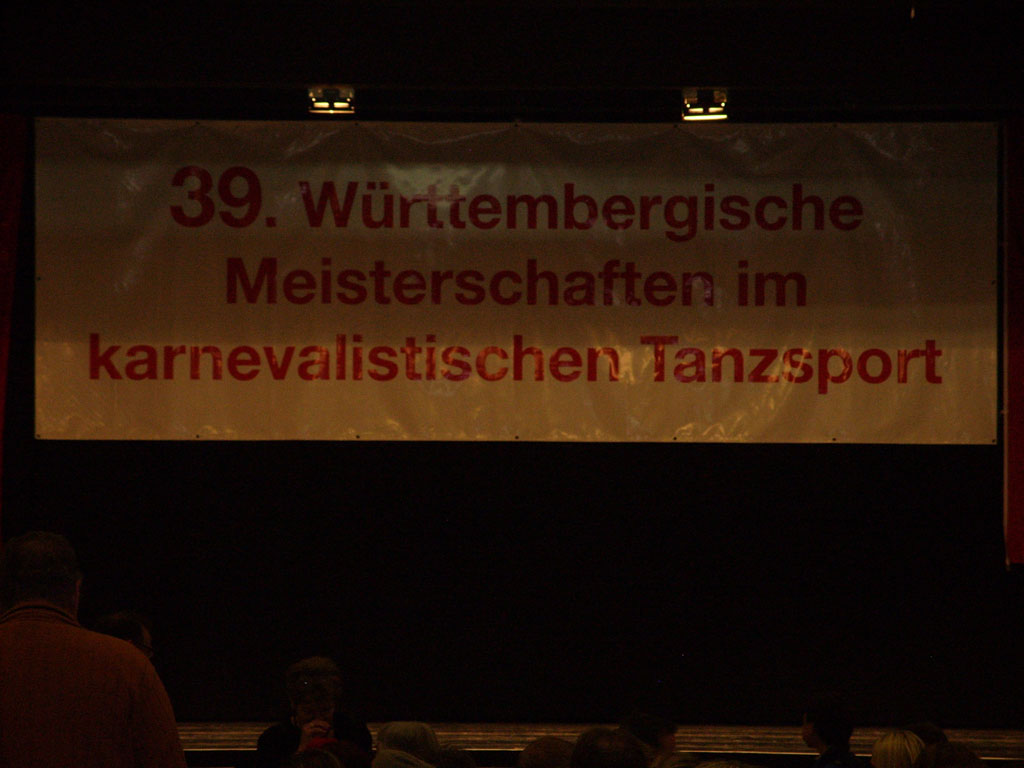 39. Württembergische
Meisterschaften im
karnevalistischen Tanzsport